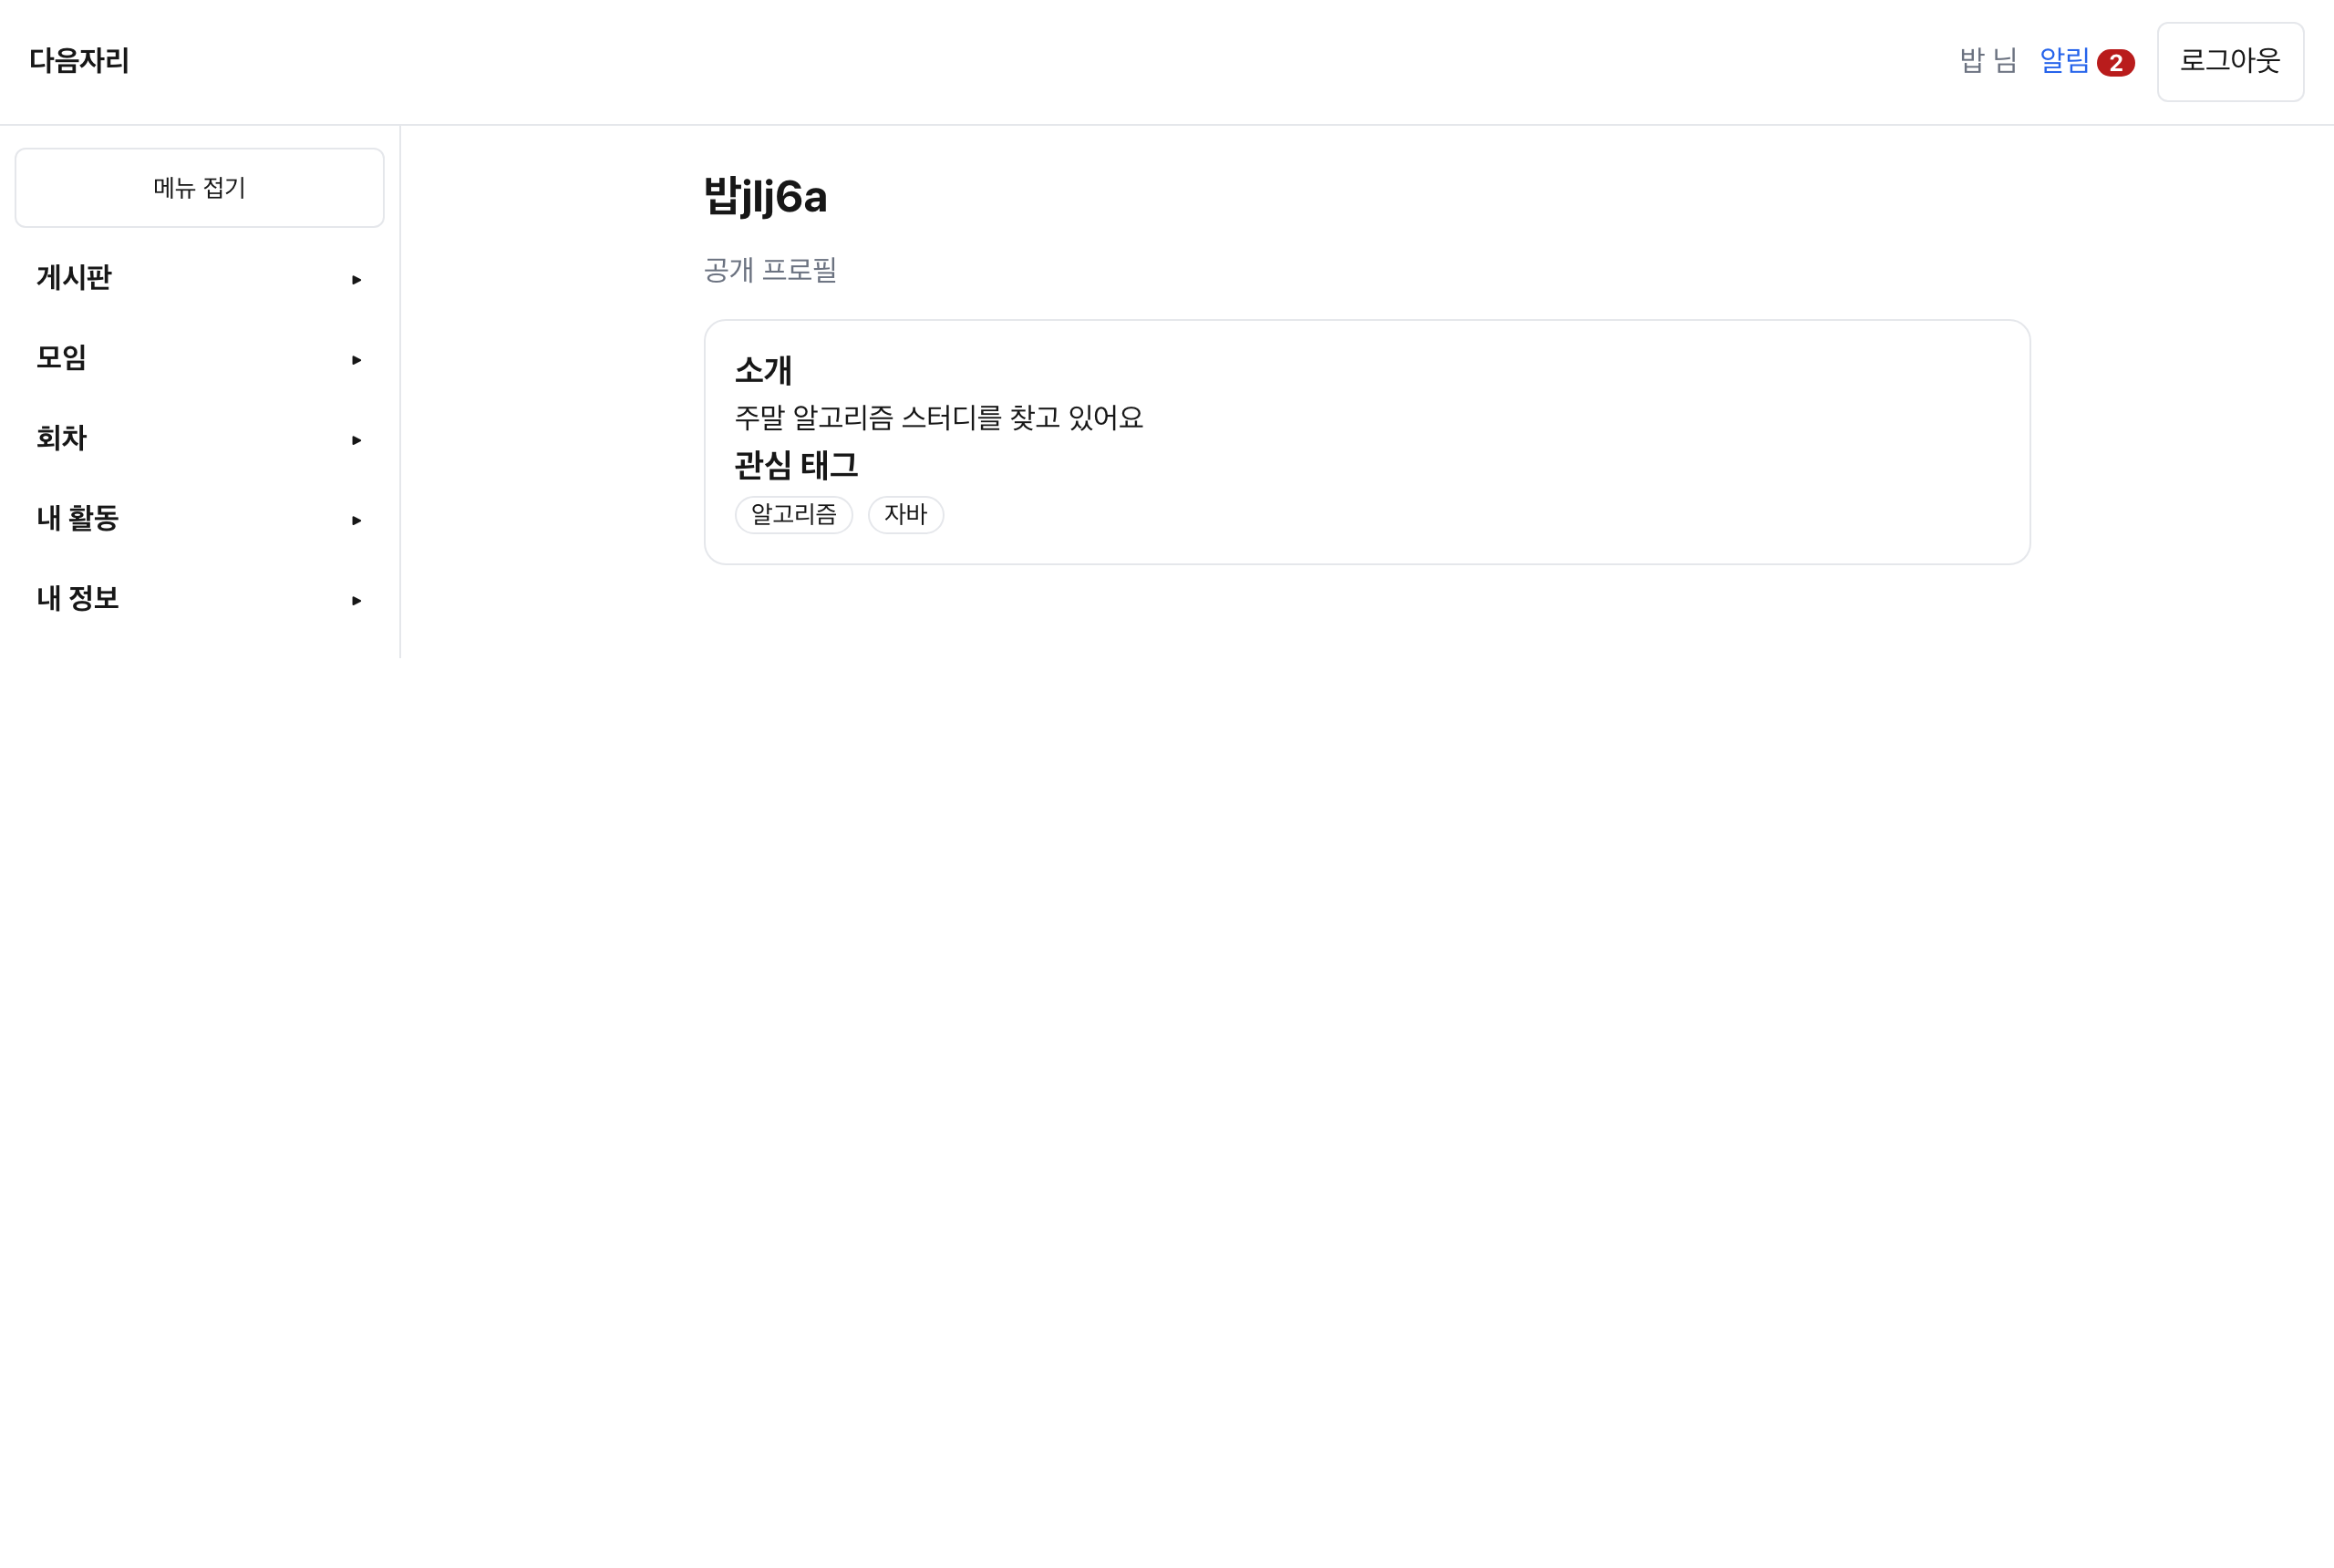 다음자리
밥 님 알림 2 로그아웃
메뉴 접기
게시판
모임
회차
내 활동
내 정보
밥jlj6a
공개 프로필
소개
주말 알고리즘 스터디를 찾고 있어요
관심 태그
알고리즘 자바